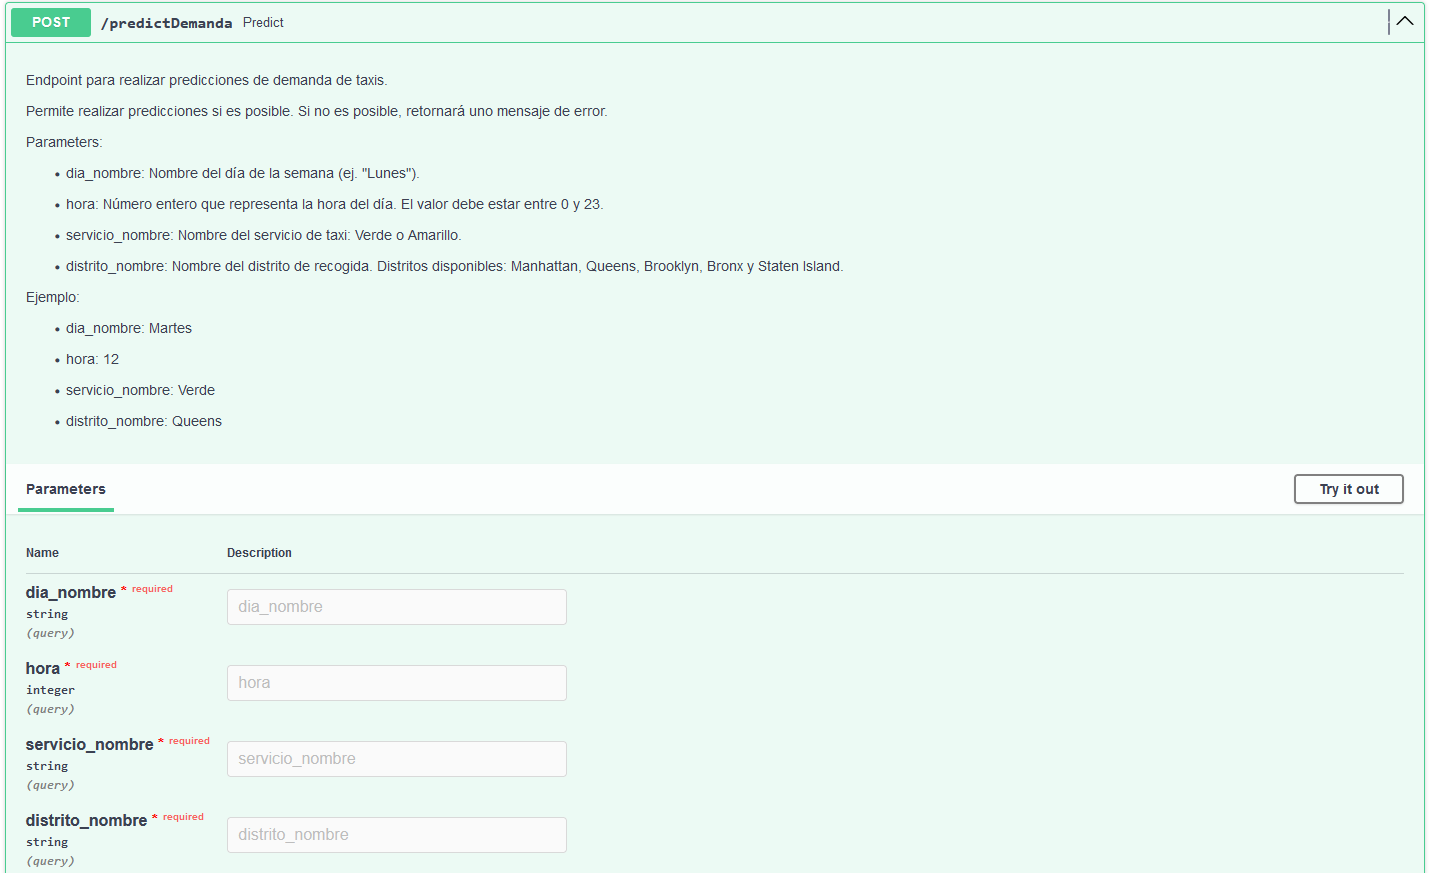 POST /predictDemanda Predict
Endpoint para realizar predicciones de demanda de taxis.
Permite realizar predicciones si es posible. Si no es posible, retornará uno mensaje de error.
Parameters:
• dia_nombre: Nombre del día de la semana (ej. "Lunes").
• hora: Número entero que representa la hora del día. El valor debe estar entre 0 y 23.
• servicio_nombre: Nombre del servicio de taxi: Verde o Amarillo.
• distrito_nombre: Nombre del distrito de recogida. Distritos disponibles: Manhattan, Queens, Brooklyn, Bronx y Staten Island.
Ejemplo:
• dia_nombre: Martes
• hora: 12
• servicio_nombre: Verde
• distrito_nombre: Queens
Parameters Try it out
Name Description
dia_nombre * required
dia_nombre
string
(query)
hora * required
hora
integer
(query)
servicio_nombre * required
servicio_nombre
string
(query)
distrito_nombre * required
distrito_nombre
string
(query)